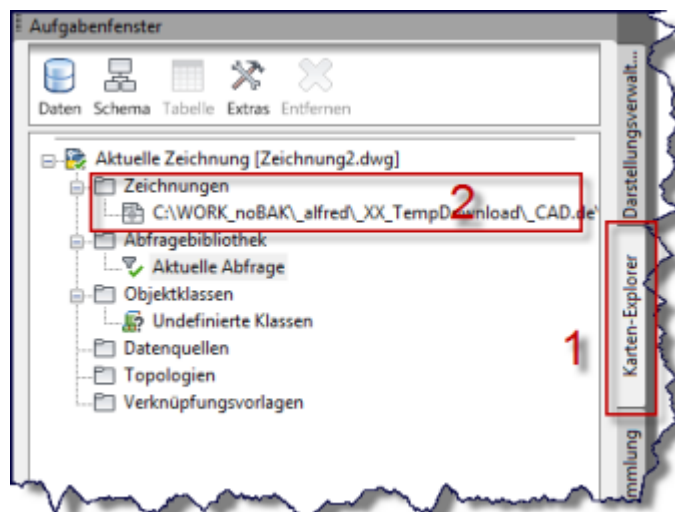 Aufgabenfenster
Daten Schema Tabelle Extras Entfernen
Aktuelle Zeichnung [Zeichnung2.dwg]
Zeichnungen
2
C:\WORK_noBAK\_alfred\_XX_TempDownload\_CAD.de\
Abfragebibliothek
Aktuelle Abfrage
Objektklassen
Undefinierte Klassen
Datenquellen
Topologien
Verknüpfungsvorlagen
Darstellungsverwalt...
Karten-Explorer
1
mmlung